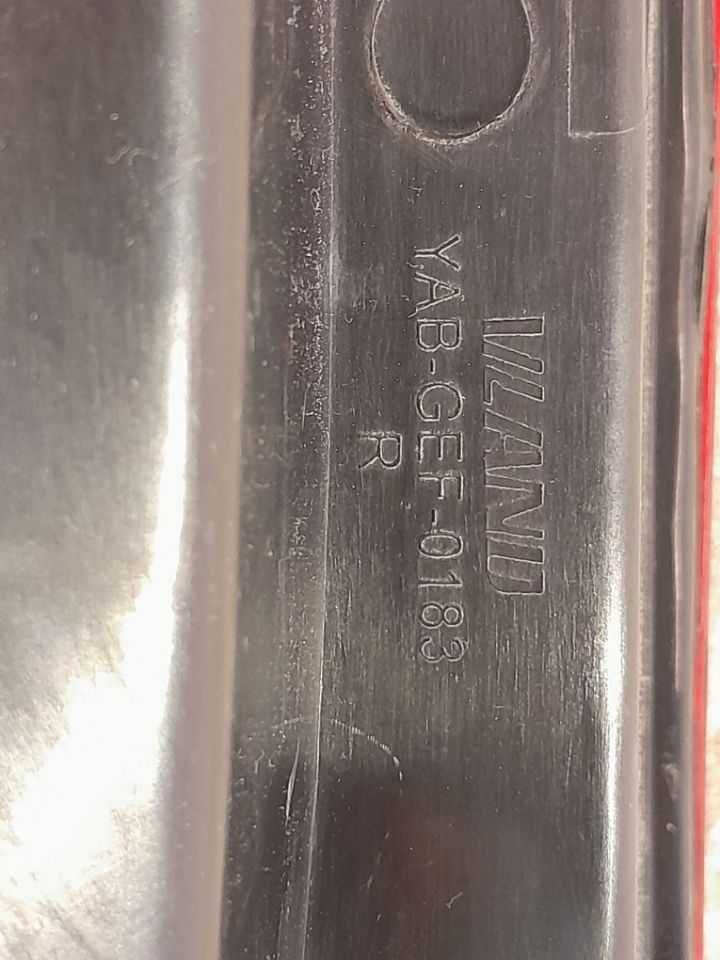 VLAND
YAB-GEF-0183
R